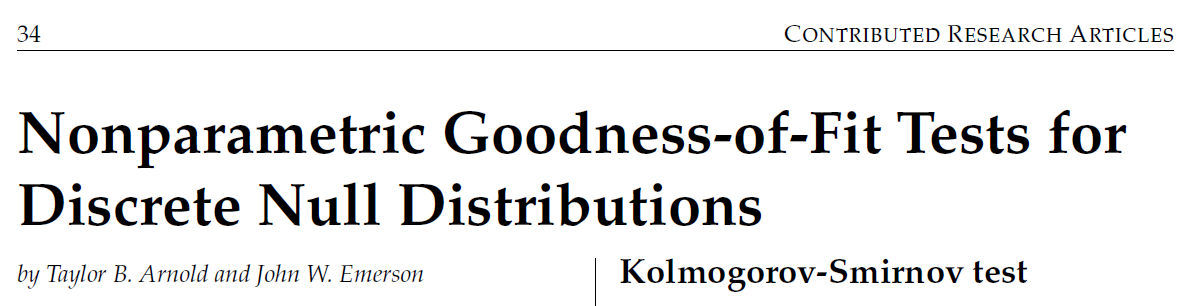 34
CONTRIBUTED RESEARCH ARTICLES
Nonparametric Goodness-of-Fit Tests for
Discrete Null Distributions
by Taylor B. Arnold and John W. Emerson
Kolmogorov-Smirnov test